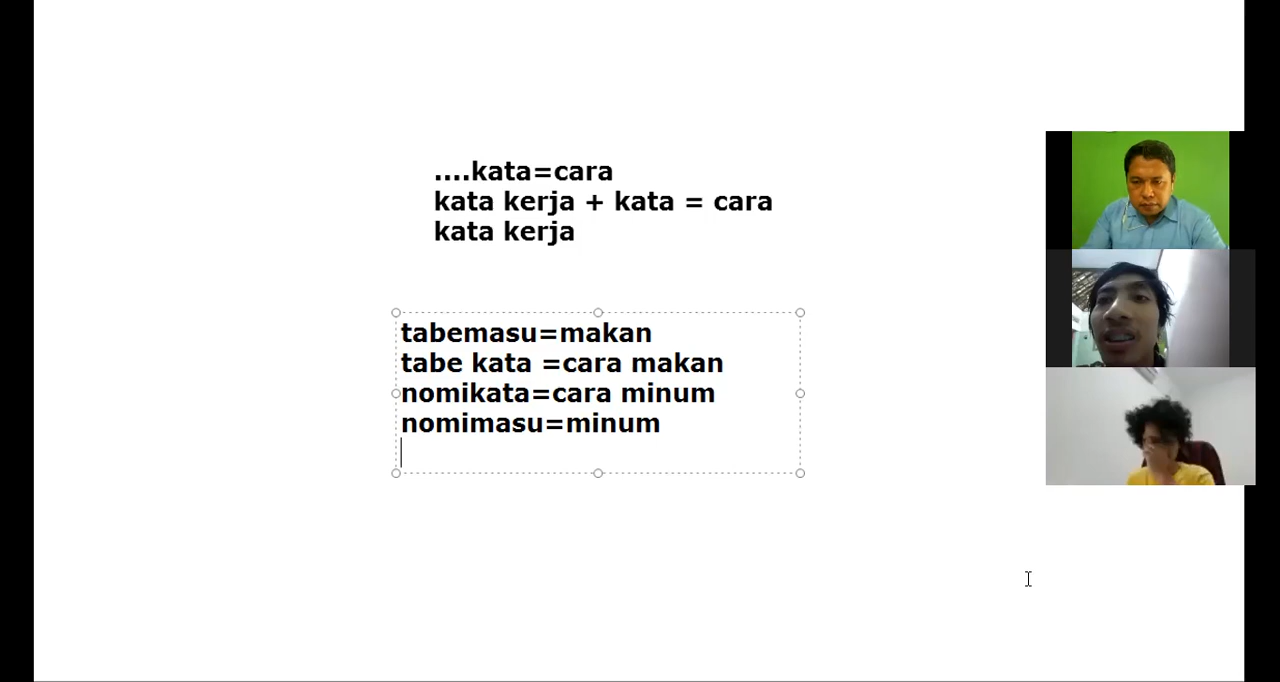 ....kata=cara
kata kerja + kata = cara
kata kerja
tabemasu=makan
tabe kata =cara makan
nomikata=cara minum
nomimasu=minum